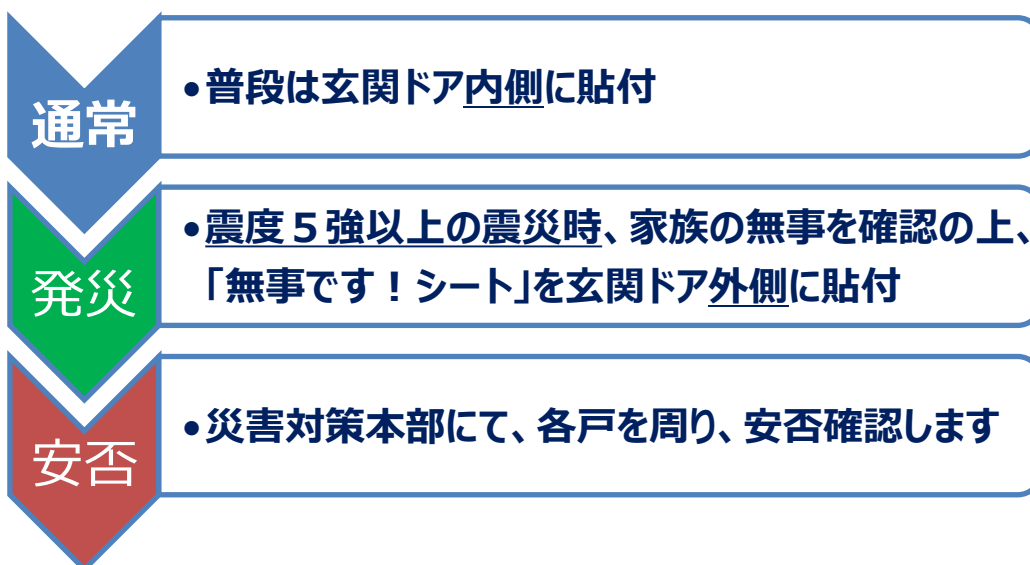 通常
•普段は玄関ドア内側に貼付
発災
•震度５強以上の震災時、家族の無事を確認の上、
「無事です！シート」を玄関ドア外側に貼付
安否
•災害対策本部にて、各戸を周り、安否確認します